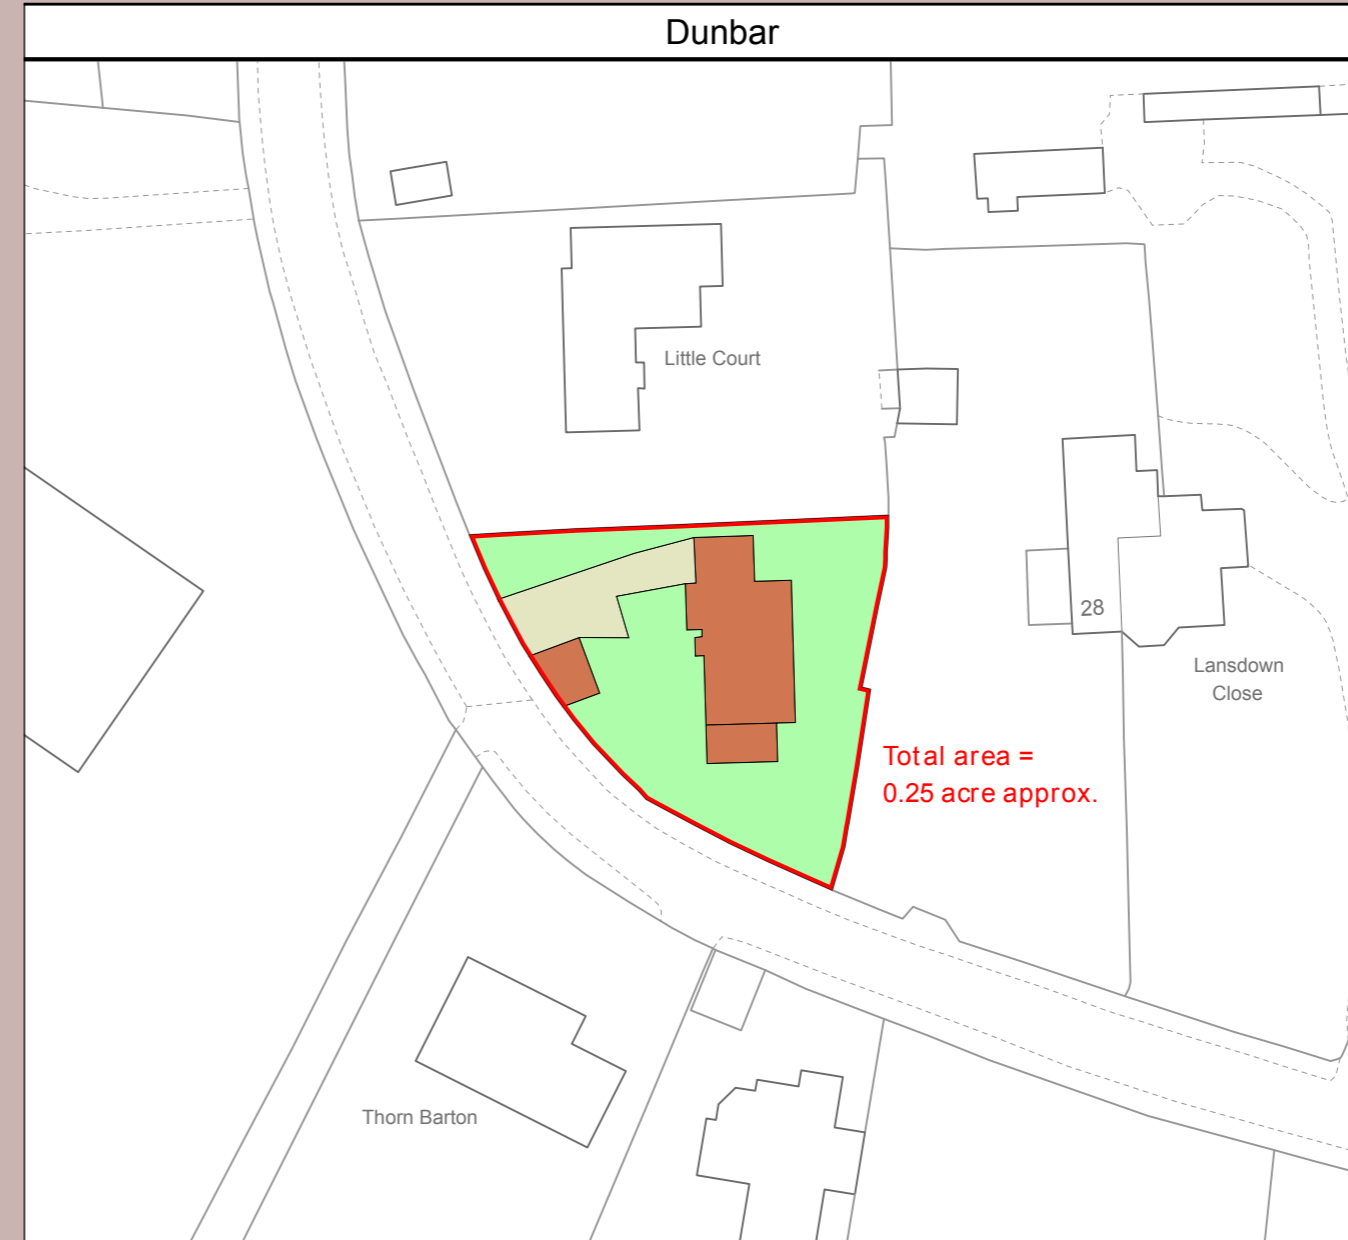 Dunbar
Little Court
28
Lansdown
Close
Total area =
0.25 acre approx.
Thorn Barton